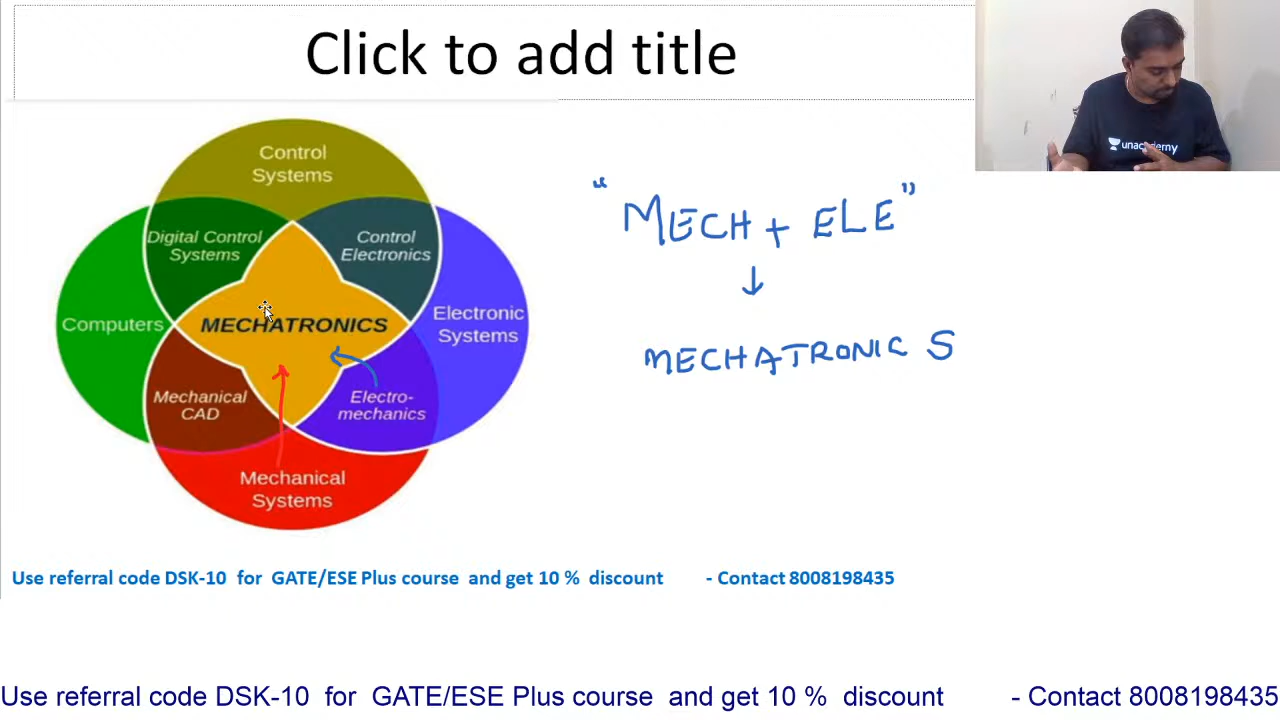 Click to add title
unacademy
Control
Systems
Digital Control
Systems
Control
Electronics
Computers
MECHATRONICS
Electronic
Systems
Mechanical
CAD
Electro-
mechanics
Mechanical
Systems
"MECH + ELE"
MECHATRONICS
Use referral code DSK-10 for GATE/ESE Plus course and get 10 % discount - Contact 8008198435
Use referral code DSK-10 for GATE/ESE Plus course and get 10 % discount - Contact 8008198435